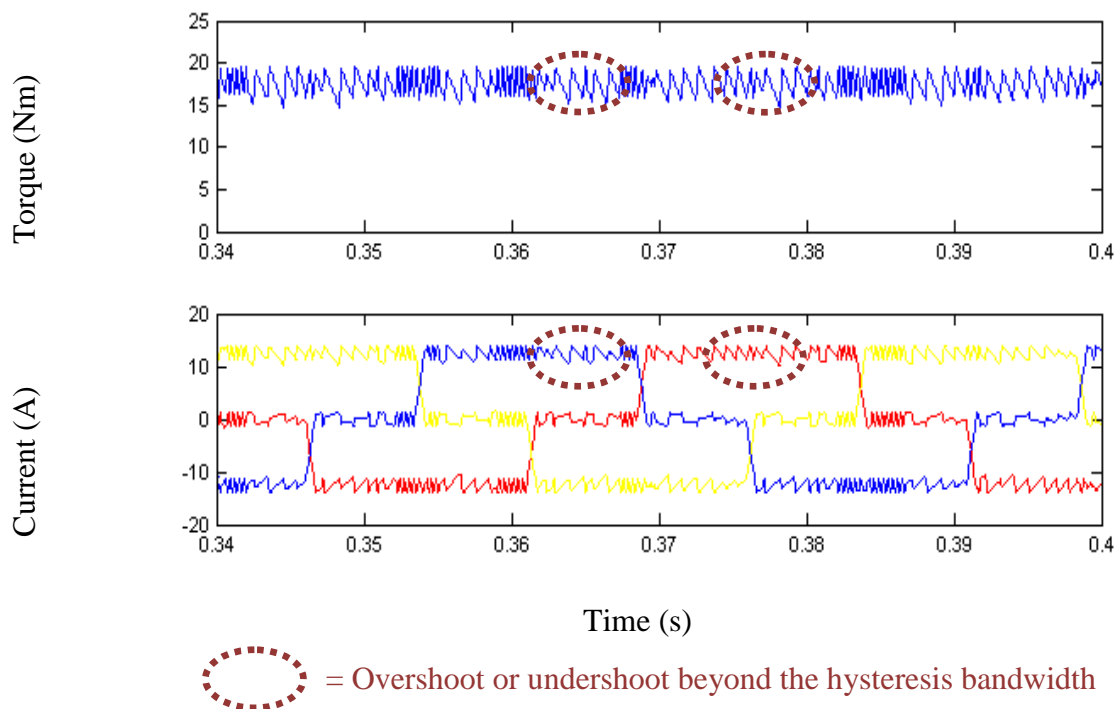 Torque (Nm)
25
20
15
10
5
0
0.34 0.35 0.36 0.37 0.38 0.39 0.4
Current (A)
20
10
0
-10
-20
0.34 0.35 0.36 0.37 0.38 0.39 0.4
Time (s)
= Overshoot or undershoot beyond the hysteresis bandwidth